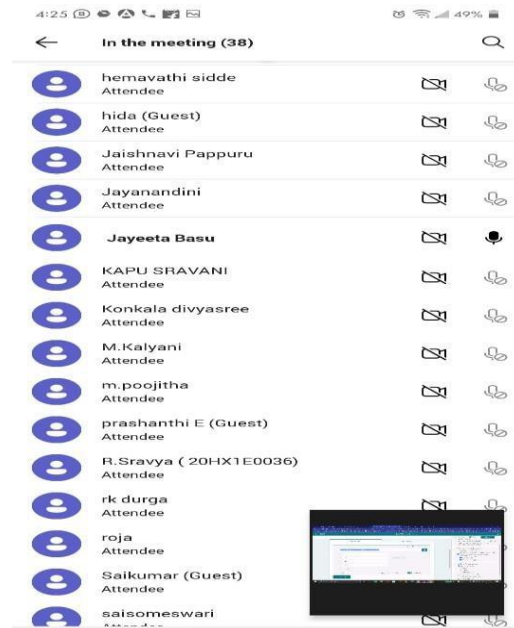 4:25
49%
In the meeting (38)
hemavathi sidde
Attendee
hida (Guest)
Attendee
Jaishnavi Pappuru
Attendee
Jayanandini
Attendee
Jayeeta Basu
KAPU SRAVANI
Attendee
Konkala divyasree
Attendee
M.Kalyani
Attendee
m.poojitha
Attendee
prashanthi E (Guest)
Attendee
R.Sravya ( 20HX1E0036)
Attendee
rk durga
Attendee
roja
Attendee
Saikumar (Guest)
Attendee
saisomeswari